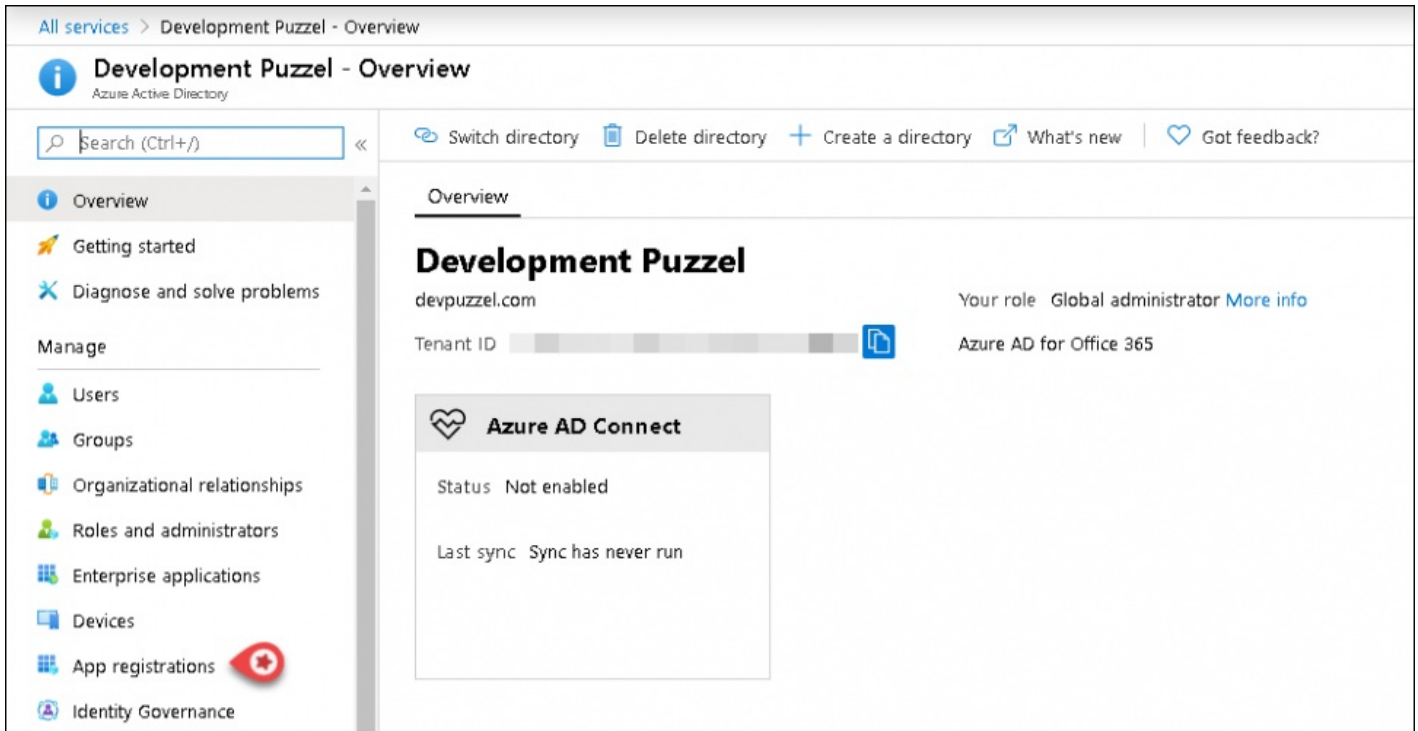 All services > Development Puzzel - Overview
Development Puzzel - Overview
Azure Active Directory
Search (Ctrl+/)
«
Overview
Getting started
Diagnose and solve problems
Manage
Users
Groups
Organizational relationships
Roles and administrators
Enterprise applications
Devices
App registrations
Identity Governance
Switch directory Delete directory Create a directory What's new Got feedback?
Overview
Development Puzzel
devpuzzel.com
Your role Global administrator More info
Tenant ID
Azure AD for Office 365
Azure AD Connect
Status Not enabled
Last sync Sync has never run